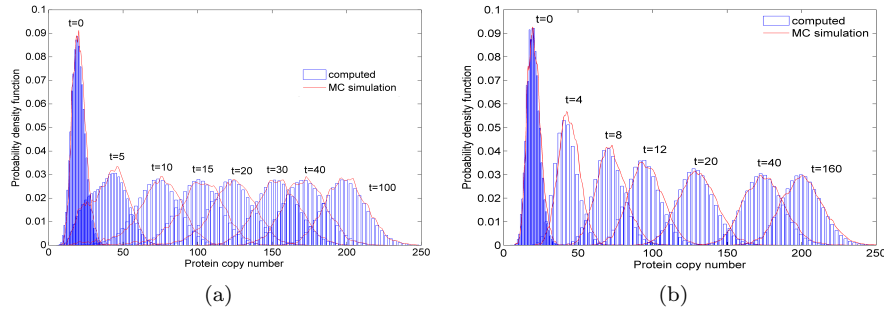 0.1
0.09
0.08
0.07
0.06
0.05
0.04
0.03
0.02
0.01
0
Probability density function
t=0
t=5
t=10
t=15
t=20
t=30
t=40
t=100
computed
MC simulation
0 50 100 150 200 250
Protein copy number
(a)
0.1
0.09
0.08
0.07
0.06
0.05
0.04
0.03
0.02
0.01
0
Probability density function
t=0
t=4
t=8
t=12
t=20
t=40
t=160
computed
MC simulation
0 50 100 150 200 250
Protein copy number
(b)